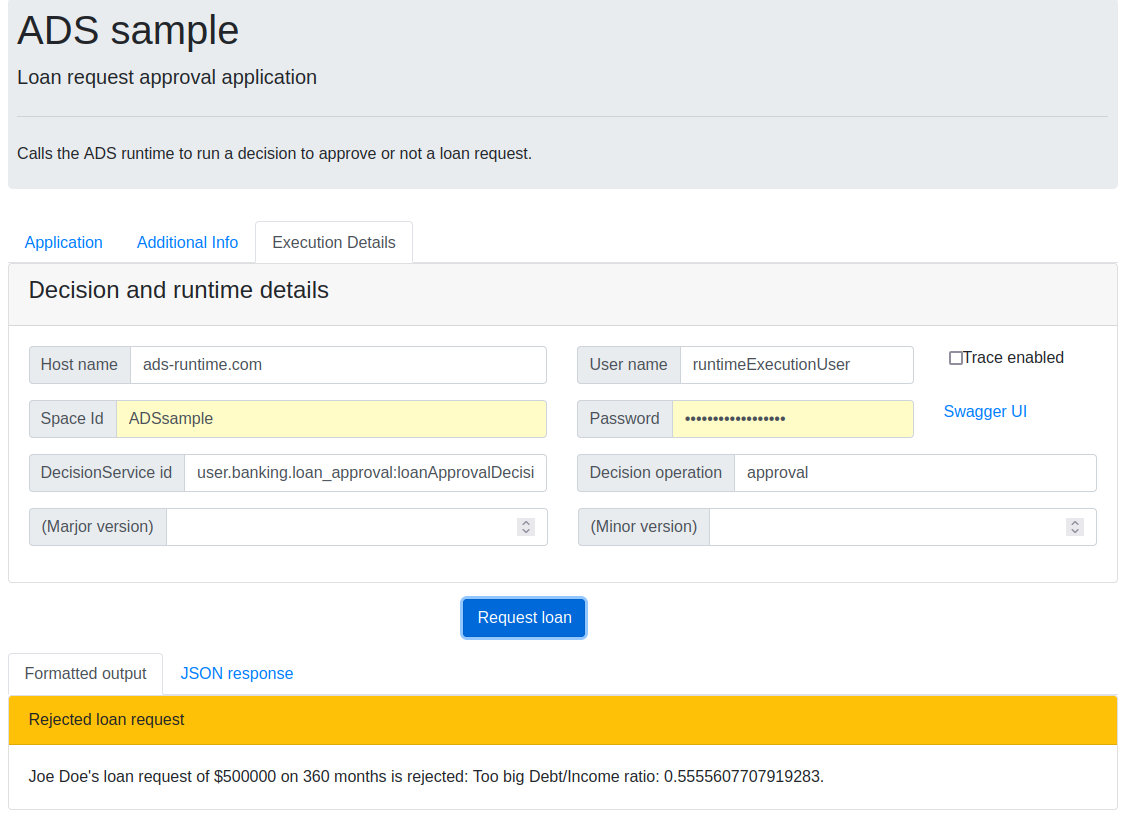 ADS sample
Loan request approval application
Calls the ADS runtime to run a decision to approve or not a loan request.
Application Additional Info Execution Details
Decision and runtime details
Host name ads-runtime.com User name runtimeExecutionUser Trace enabled
Space Id ADSsample Password ••••••••••••••••• Swagger UI
DecisionService id user.banking.loan_approval:loanApprovalDecisi Decision operation approval
(Marjor version) (Minor version)
Request loan
Formatted output JSON response
Rejected loan request
Joe Doe's loan request of $500000 on 360 months is rejected: Too big Debt/Income ratio: 0.5555607707919283.